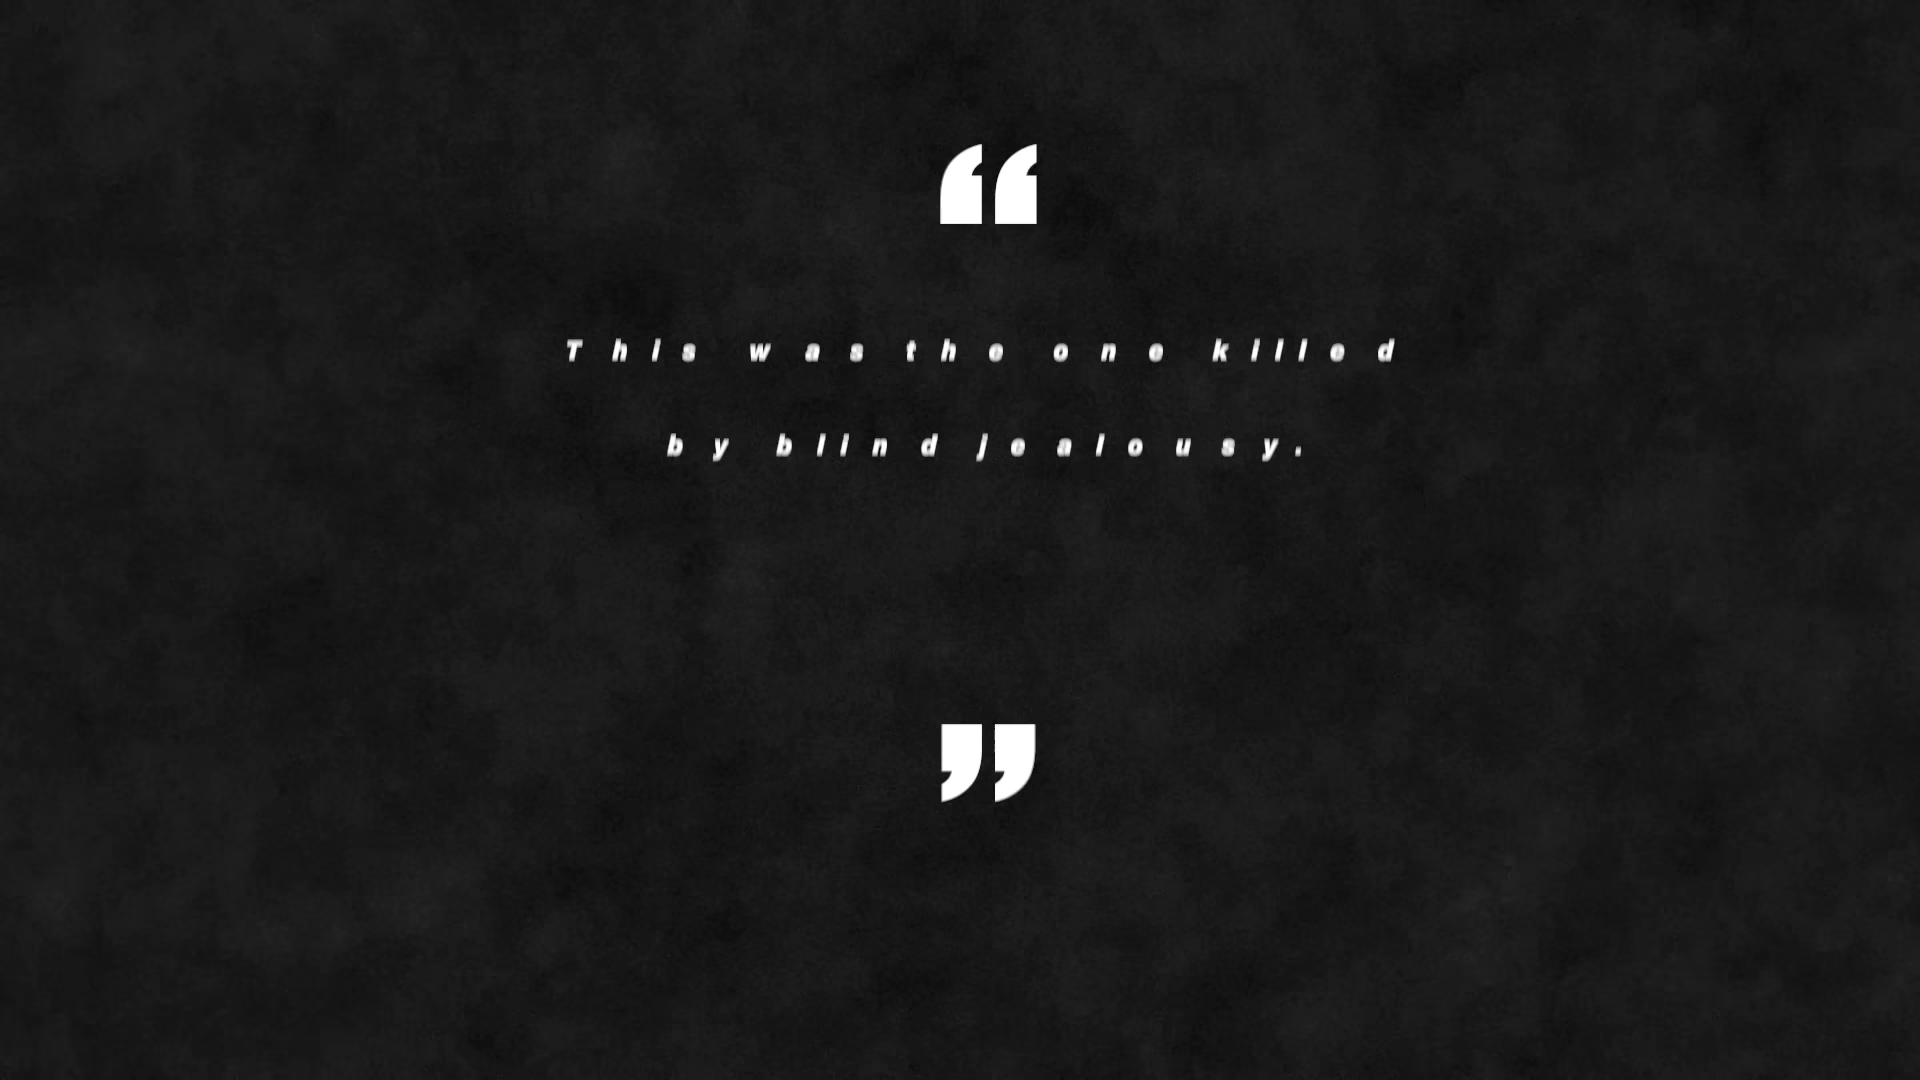 “
This was the one killed
by blind jealousy.
”